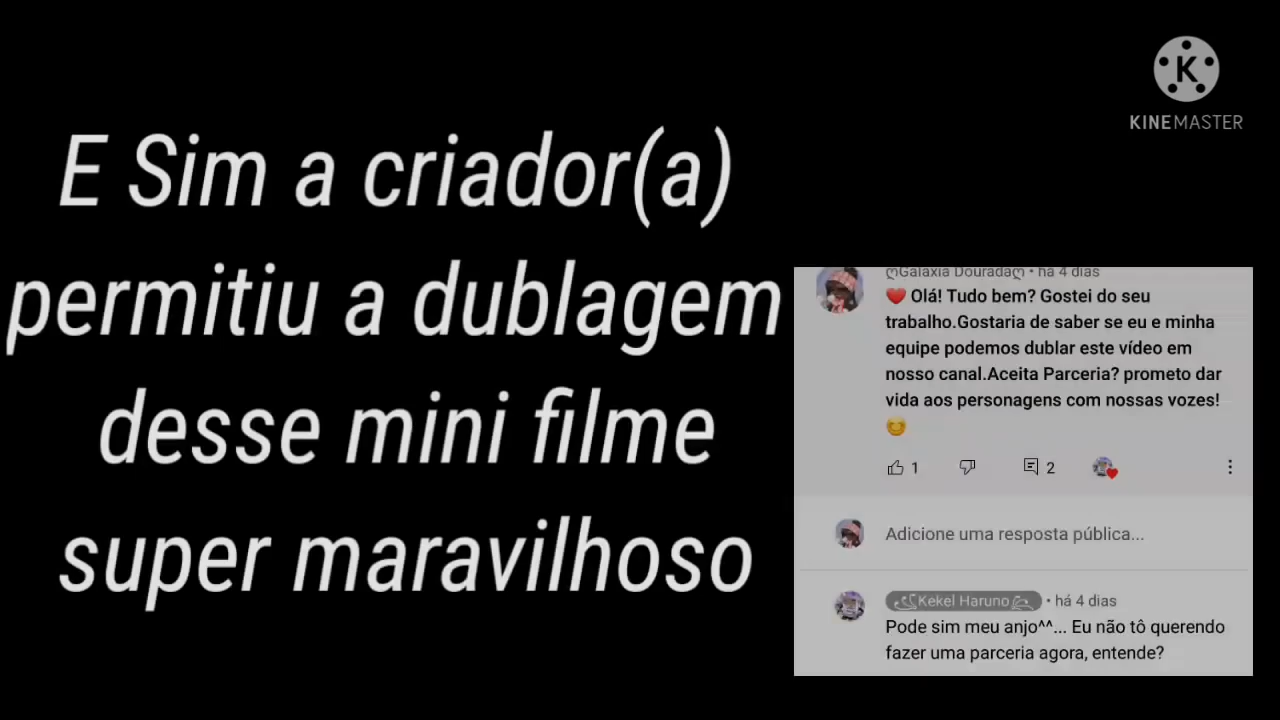 E Sim a criador(a)
permitiu a dublagem
desse mini filme
super maravilhoso
KINEMASTER
ღGaláxia Douradaღ • há 4 dias
❤️ Olá! Tudo bem? Gostei do seu
trabalho.Gostaria de saber se eu e minha
equipe podemos dublar este vídeo em
nosso canal.Aceita Parceria? prometo dar
vida aos personagens com nossas vozes!
😊
1 2
Adicione uma resposta pública...
Kekel Haruno • há 4 dias
Pode sim meu anjo^^... Eu não tô querendo
fazer uma parceria agora, entende?